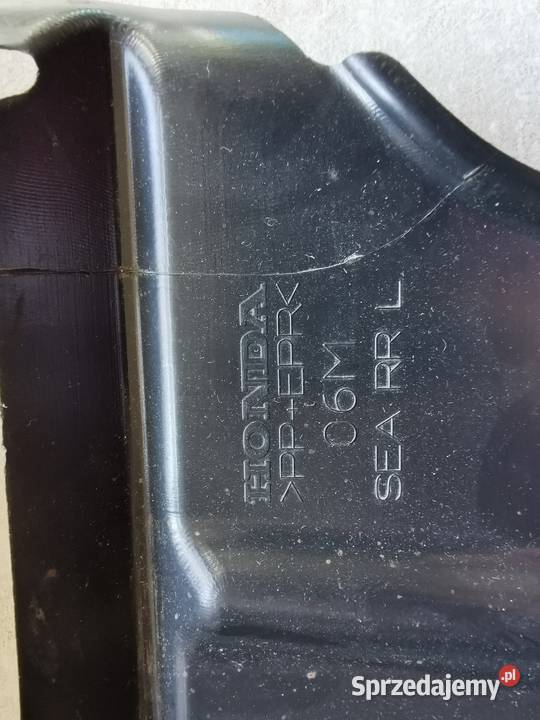 HONDA
>PP+EPR<
06M
SEA RR L
Sprzedajemy.pl